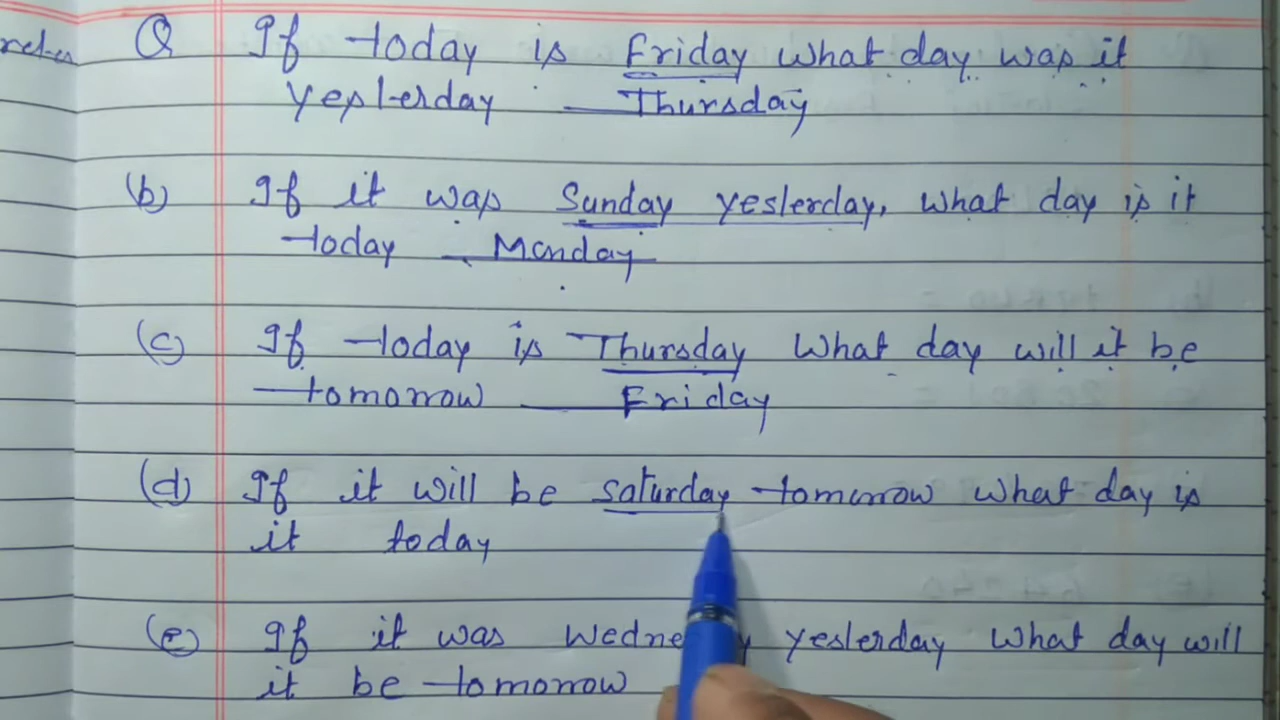 Q If today is Friday what day was it
yesterday Thursday
(b) If it was Sunday yesterday, what day is it
today Monday
(c) If today is Thursday What day will it be
tomorrow Friday
(d) If it will be saturday tomorrow what day is
it today
(e) If it was yesterday what day will
it be tomorrow